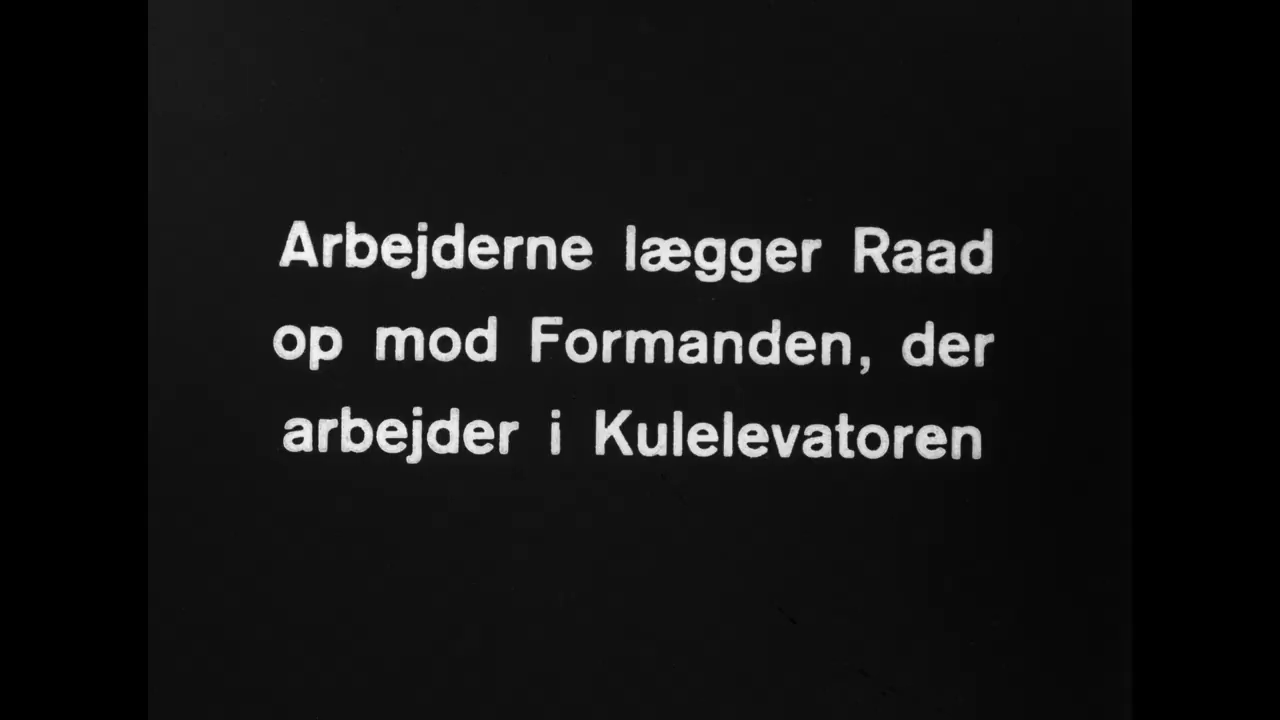 Arbejderne lægger Raad
op mod Formanden, der
arbejder i Kulelevatoren